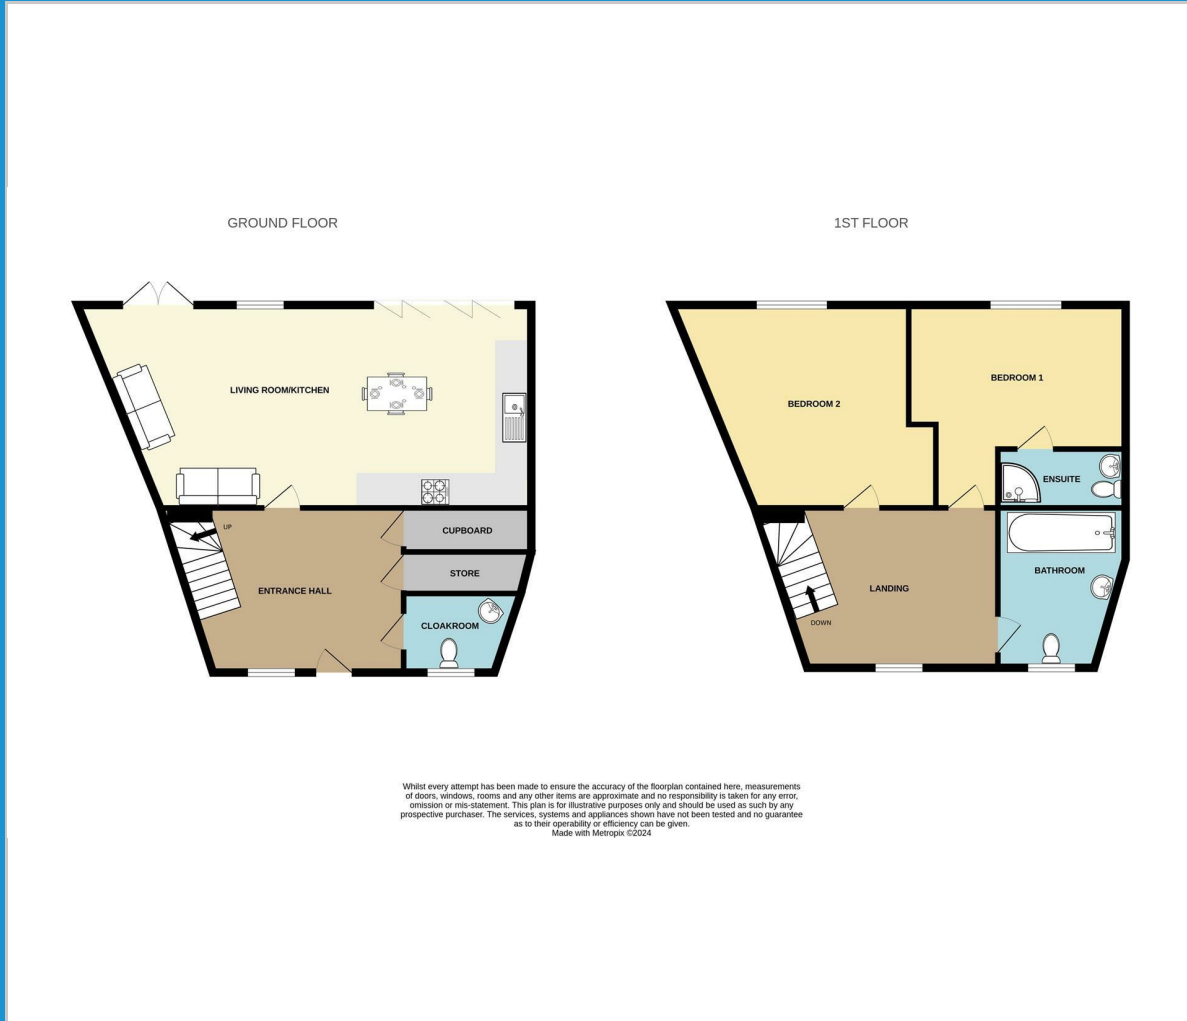 GROUND FLOOR
1ST FLOOR
LIVING ROOM/KITCHEN
UP
CUPBOARD
STORE
ENTRANCE HALL
CLOAKROOM
BEDROOM 1
BEDROOM 2
ENSUITE
BATHROOM
LANDING
DOWN
Whilst every attempt has been made to ensure the accuracy of the floorplan contained here, measurements
of doors, windows, rooms and any other items are approximate and no responsibility is taken for any error,
omission or mis-statement. This plan is for illustrative purposes only and should be used as such by any
prospective purchaser. The services, systems and appliances shown have not been tested and no guarantee
as to their operability or efficiency can be given.
Made with Metropix ©2024